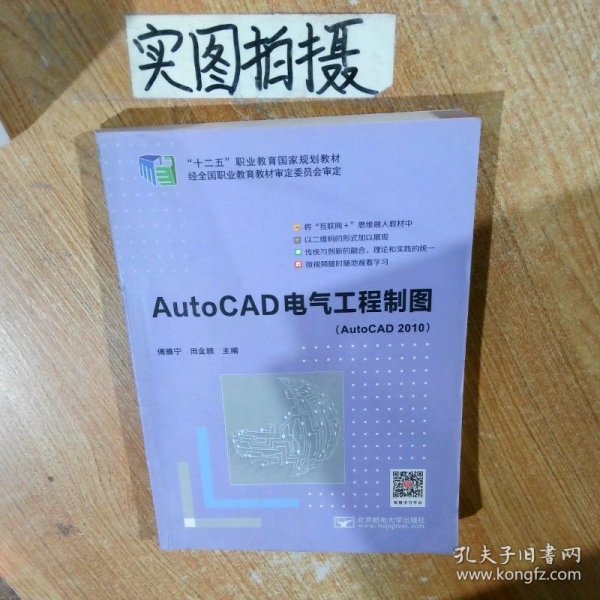 实图拍摄
“十二五”职业教育国家规划教材
经全国职业教育教材审定委员会审定
将“互联网+”思维融入教材中
以二维码的形式加以展现
传统与创新的融合，理论和实践的统一
微视频随时随地观看学习
AutoCAD电气工程制图
(AutoCAD 2010)
傅雅宁 田金颖 主编
北京邮电大学出版社
www.buptpress.com
孔夫子旧书网
www.kongfz.com